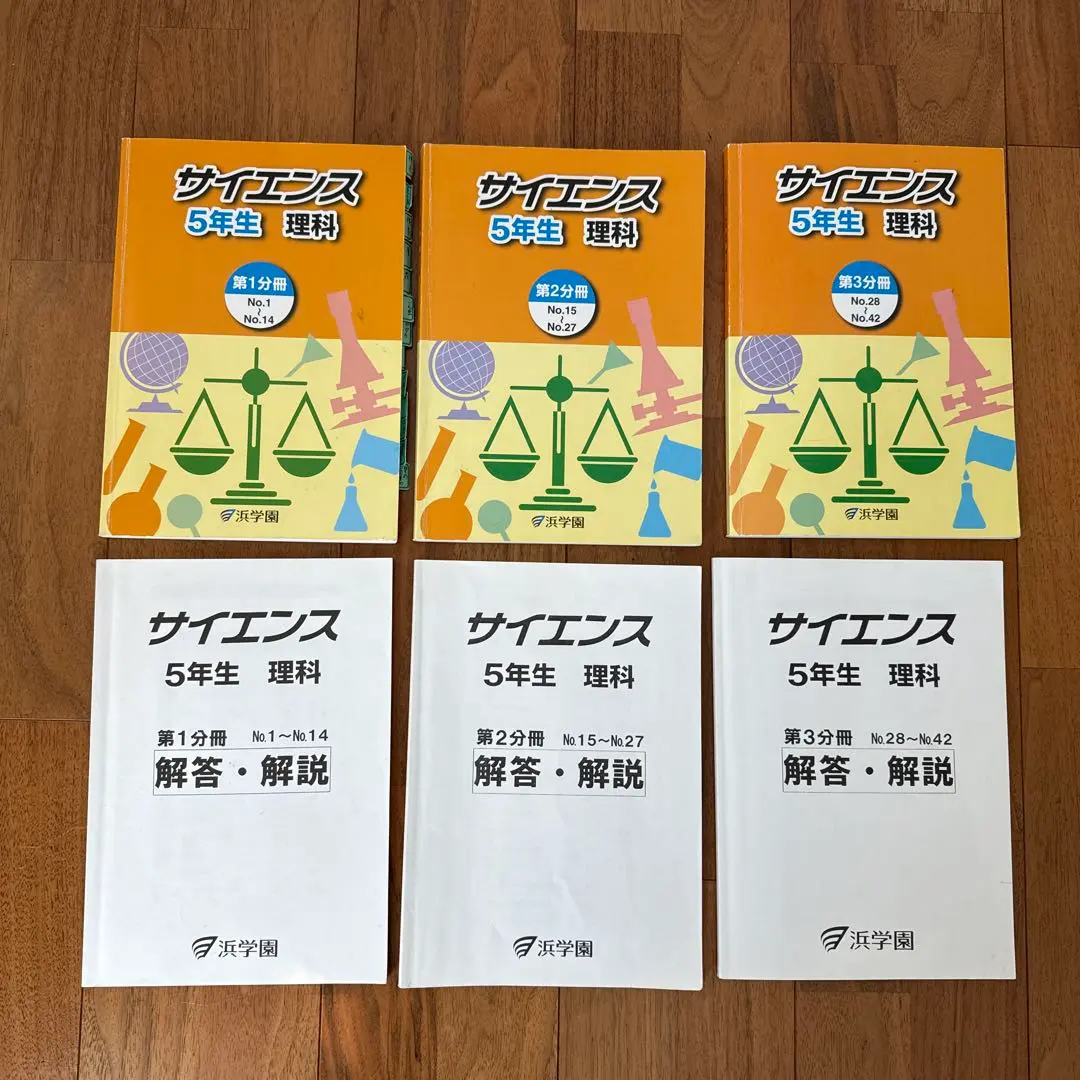 サイエンス
5年生 理科
第1分冊
No.1
~
No.14
浜学園
サイエンス
5年生 理科
第2分冊
No.15
~
No.27
浜学園
サイエンス
5年生 理科
第3分冊
No.28
~
No.42
浜学園
サイエンス
5年生 理科
第1分冊 No.1~No.14
解答・解説
浜学園
サイエンス
5年生 理科
第2分冊 No.15~No.27
解答・解説
浜学園
サイエンス
5年生 理科
第3分冊 No.28~No.42
解答・解説
浜学園